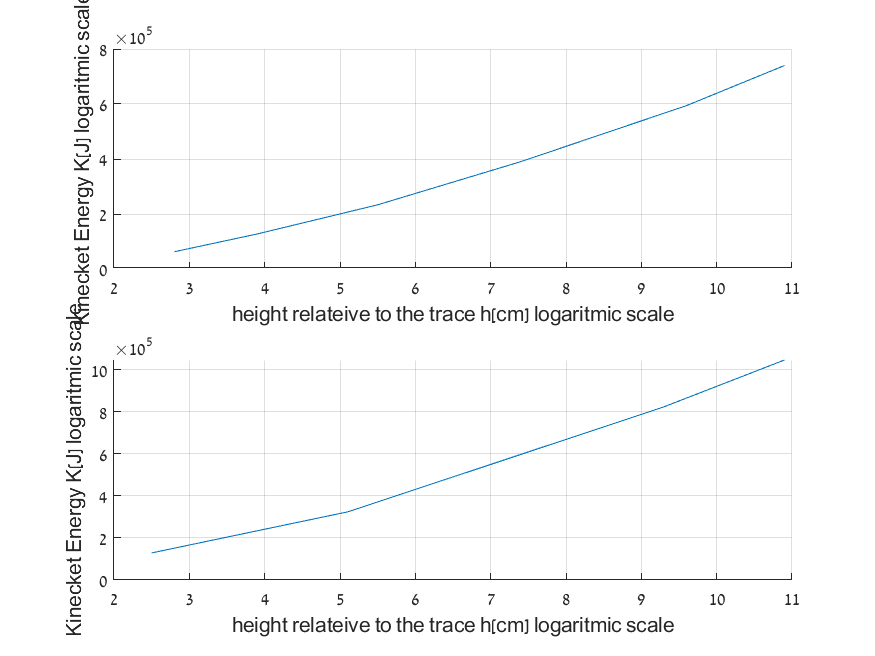 ×10^5
8
6
4
2
0
2 3 4 5 6 7 8 9 10 11
Kinecket Energy K[J] logaritmic scale
height relateive to the trace h[cm] logaritmic scale
×10^5
10
8
6
4
2
0
2 3 4 5 6 7 8 9 10 11
Kinecket Energy K[J] logaritmic scale
height relateive to the trace h[cm] logaritmic scale